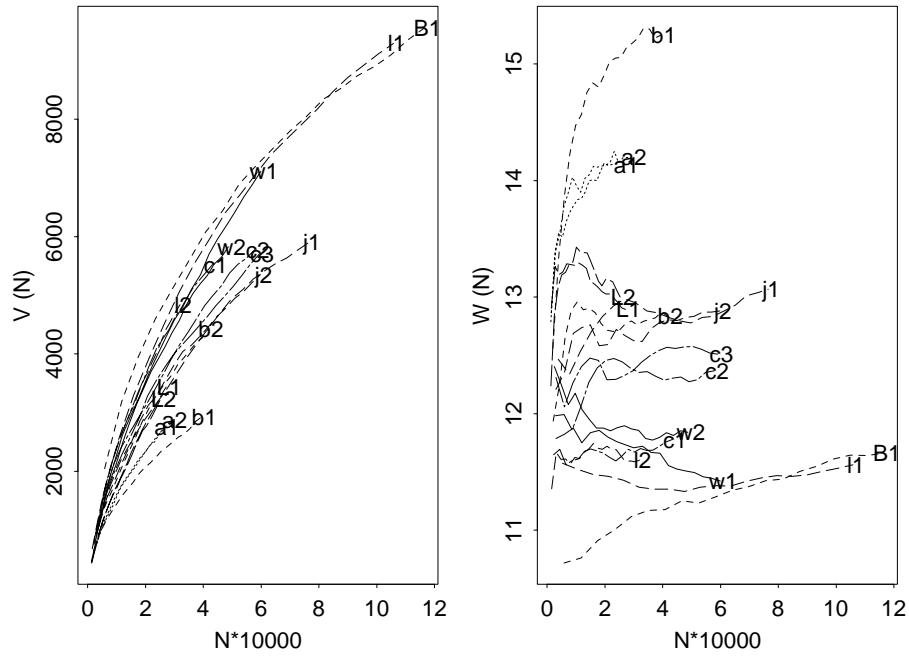 V (N)
2000 4000 6000 8000
0 2 4 6 8 10 12
N*10000
B1
l1
w1
w2
c2
c3
j1
c1
j2
l2
b2
L1
L2
b1
a2
a1
W (N)
11 12 13 14 15
0 2 4 6 8 10 12
N*10000
b1
a2
a1
L2
L1
b2
j2
j1
c3
c2
w2
c1
l2
w1
l1
B1